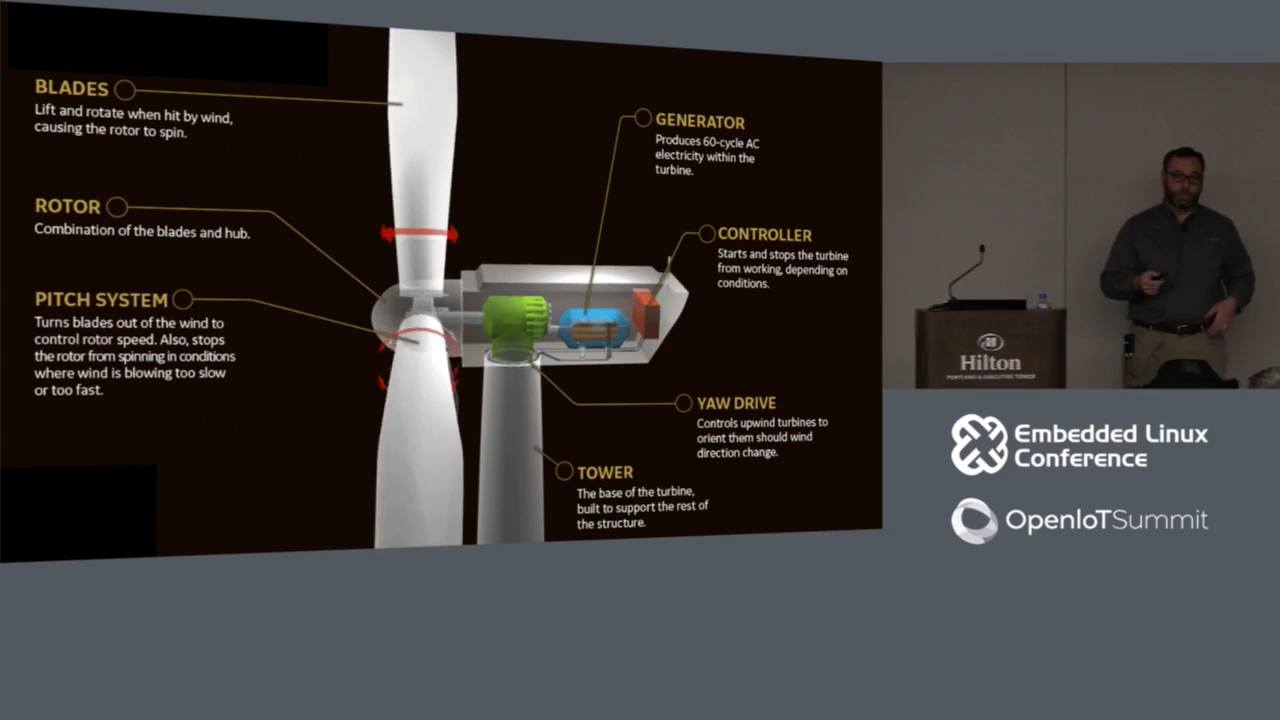 BLADES
Lift and rotate when hit by wind,
causing the rotor to spin.
ROTOR
Combination of the blades and hub.
PITCH SYSTEM
Turns blades out of the wind to
control rotor speed. Also, stops
the rotor from spinning in conditions
where wind is blowing too slow
or too fast.
GENERATOR
Produces 60-cycle AC
electricity within the
turbine.
CONTROLLER
Starts and stops the turbine
from working, depending on
conditions.
YAW DRIVE
Controls upwind turbines to
orient them should wind
direction change.
TOWER
The base of the turbine,
built to support the rest of
the structure.
Hilton
PORTLAND & EXECUTIVE TOWER
Embedded Linux
Conference
OpenIoTSummit